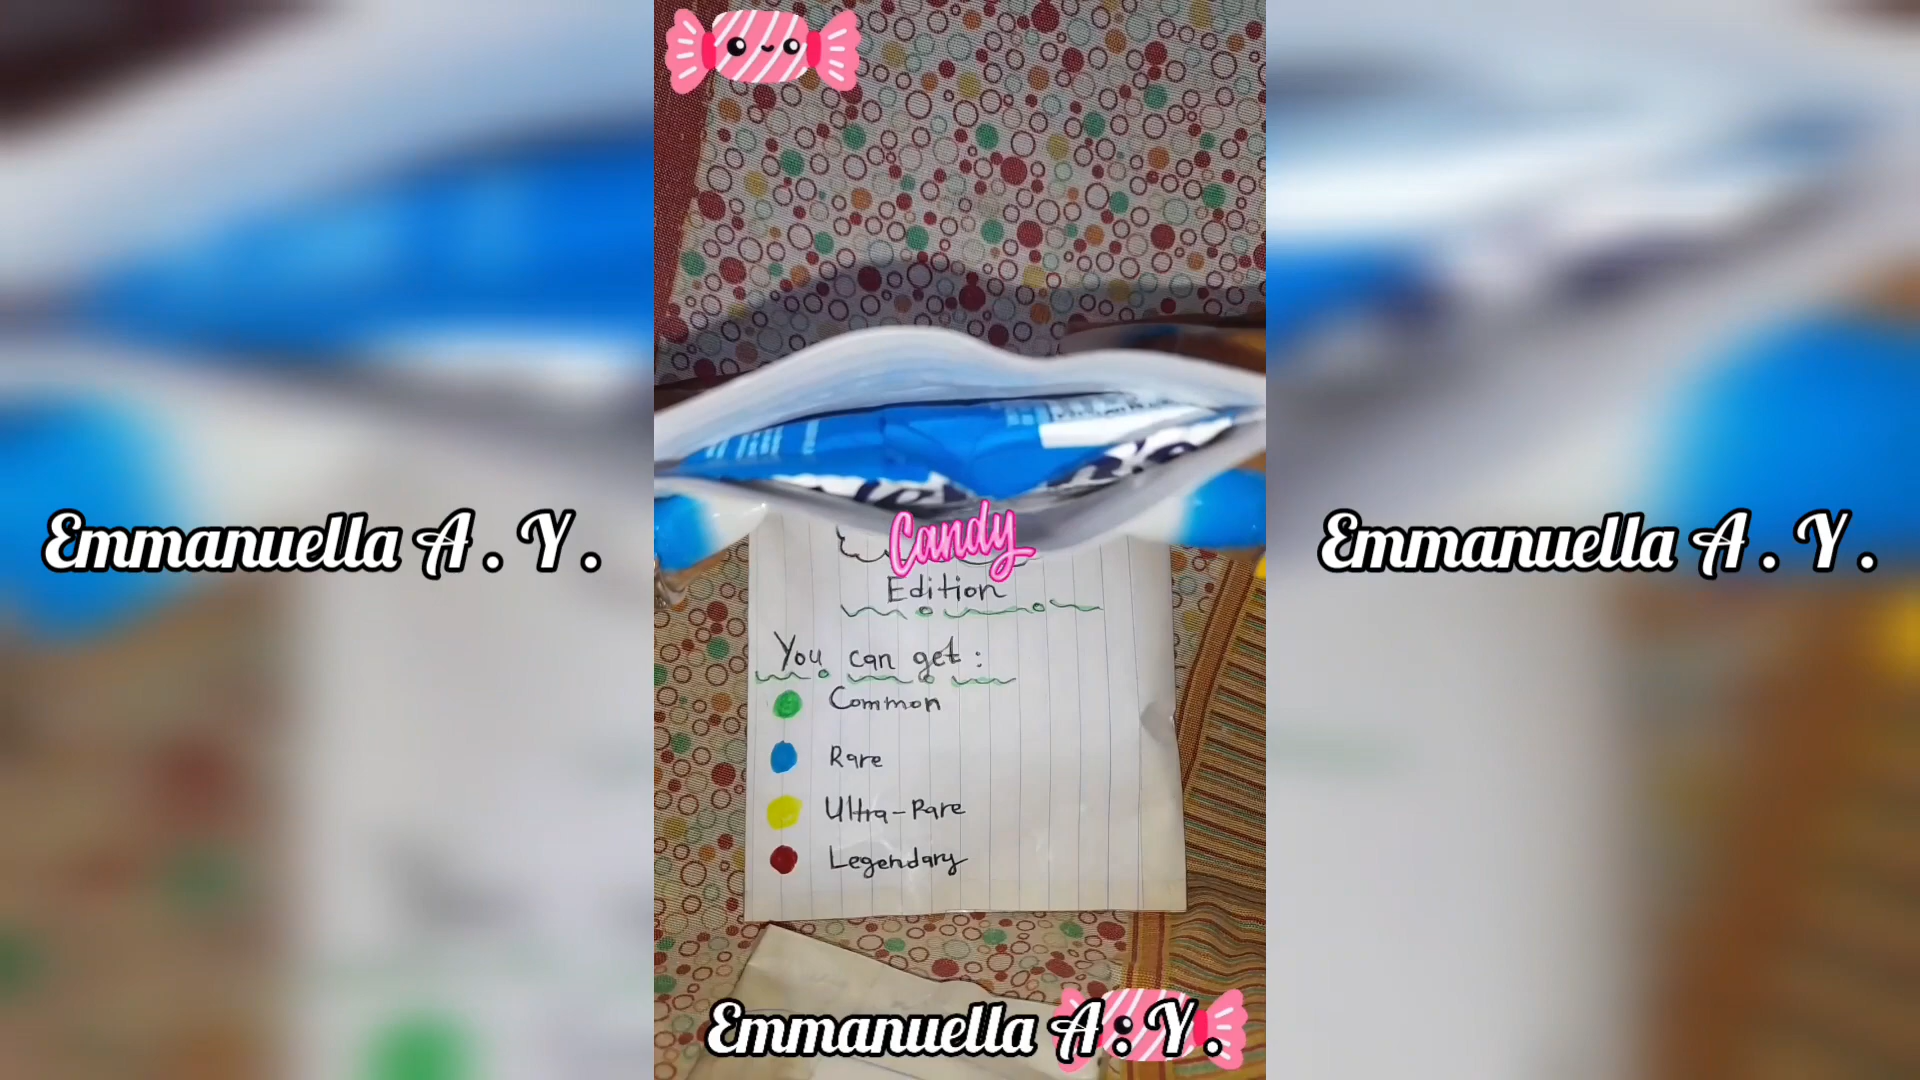 Candy
Edition
You can get :
Common
Rare
Ultra-Rare
Legendary
Emmanuella A . Y .
Emmanuella A . Y .
Emmanuella A . Y .